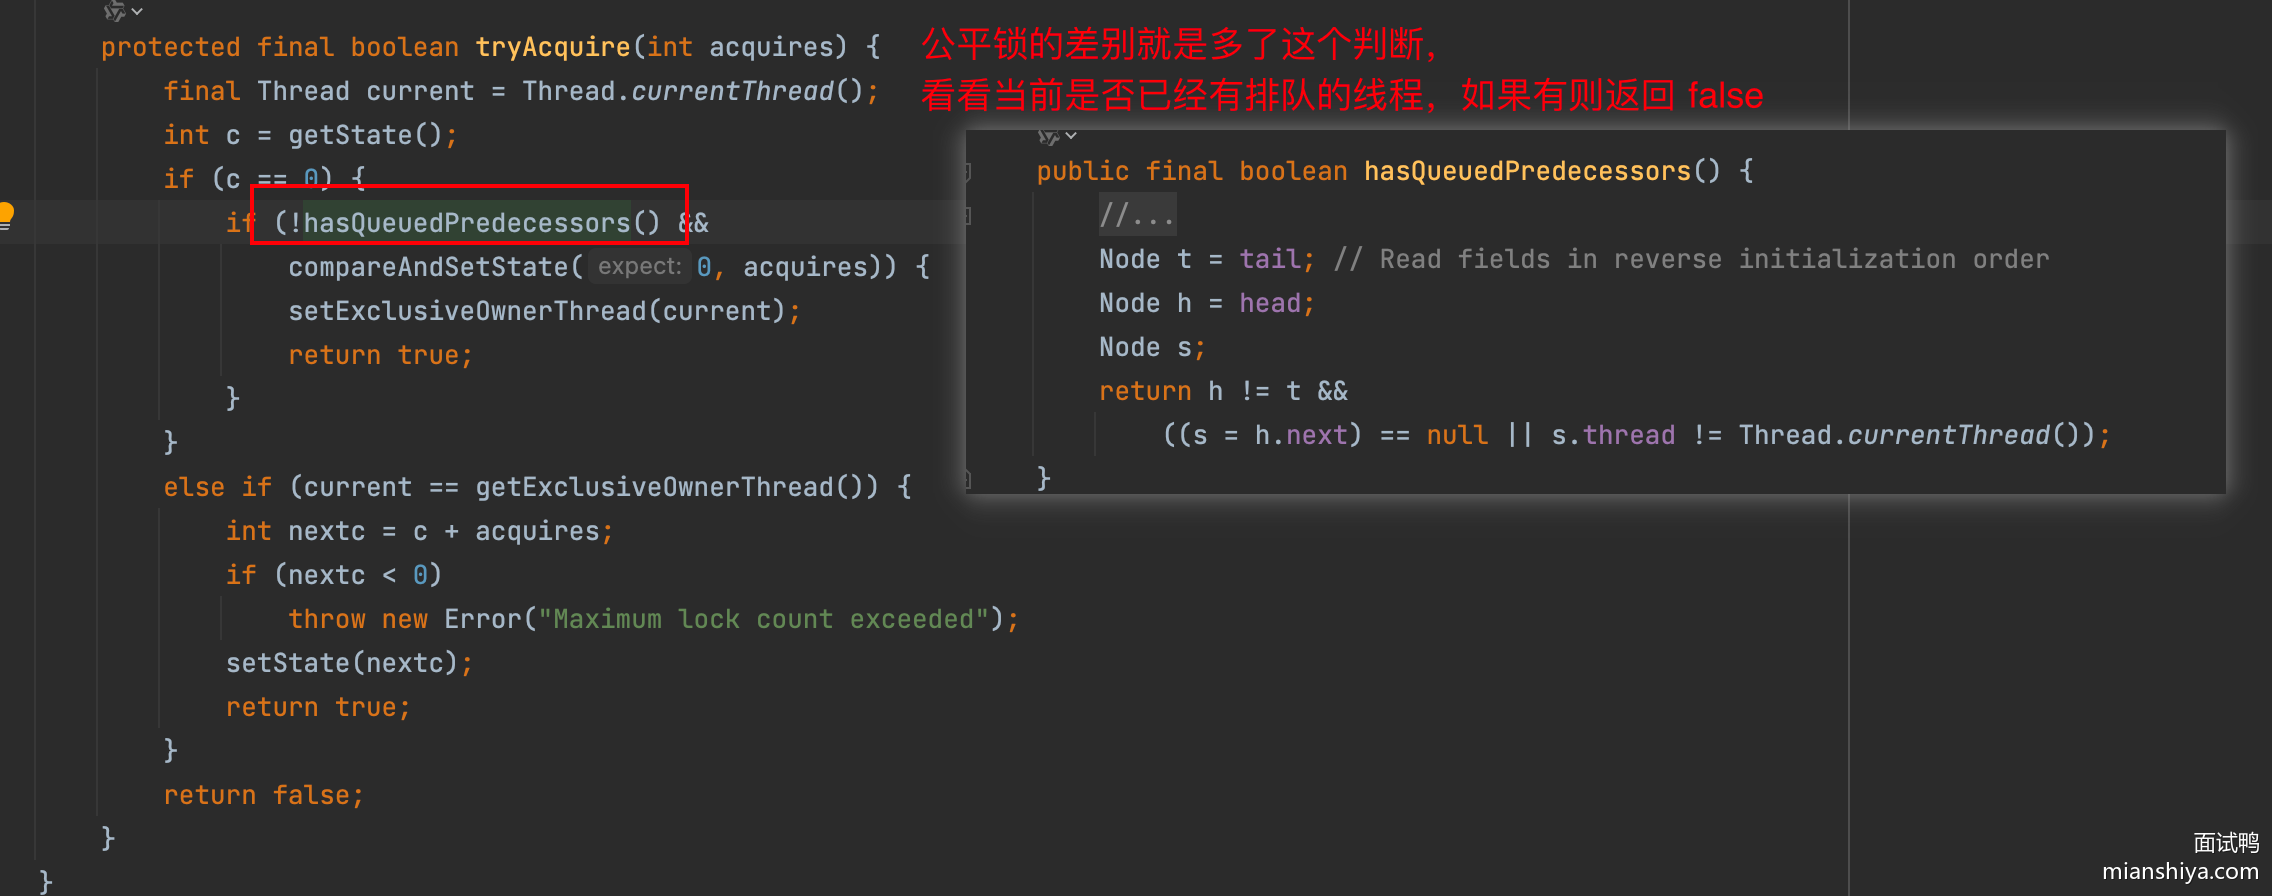 protected final boolean tryAcquire(int acquires) {
final Thread current = Thread.currentThread();
int c = getState();
if (c == 0) {
if (!hasQueuedPredecessors() &&
compareAndSetState( expect: 0, acquires)) {
setExclusiveOwnerThread(current);
return true;
}
}
else if (current == getExclusiveOwnerThread()) {
int nextc = c + acquires;
if (nextc < 0)
throw new Error("Maximum lock count exceeded");
setState(nextc);
return true;
}
return false;
}
}
公平锁的差别就是多了这个判断，
看看当前是否已经有排队的线程，如果有则返回 false
public final boolean hasQueuedPredecessors() {
//...
Node t = tail; // Read fields in reverse initialization order
Node h = head;
Node s;
return h != t &&
((s = h.next) == null || s.thread != Thread.currentThread());
}
面试鸭
mianshiya.com